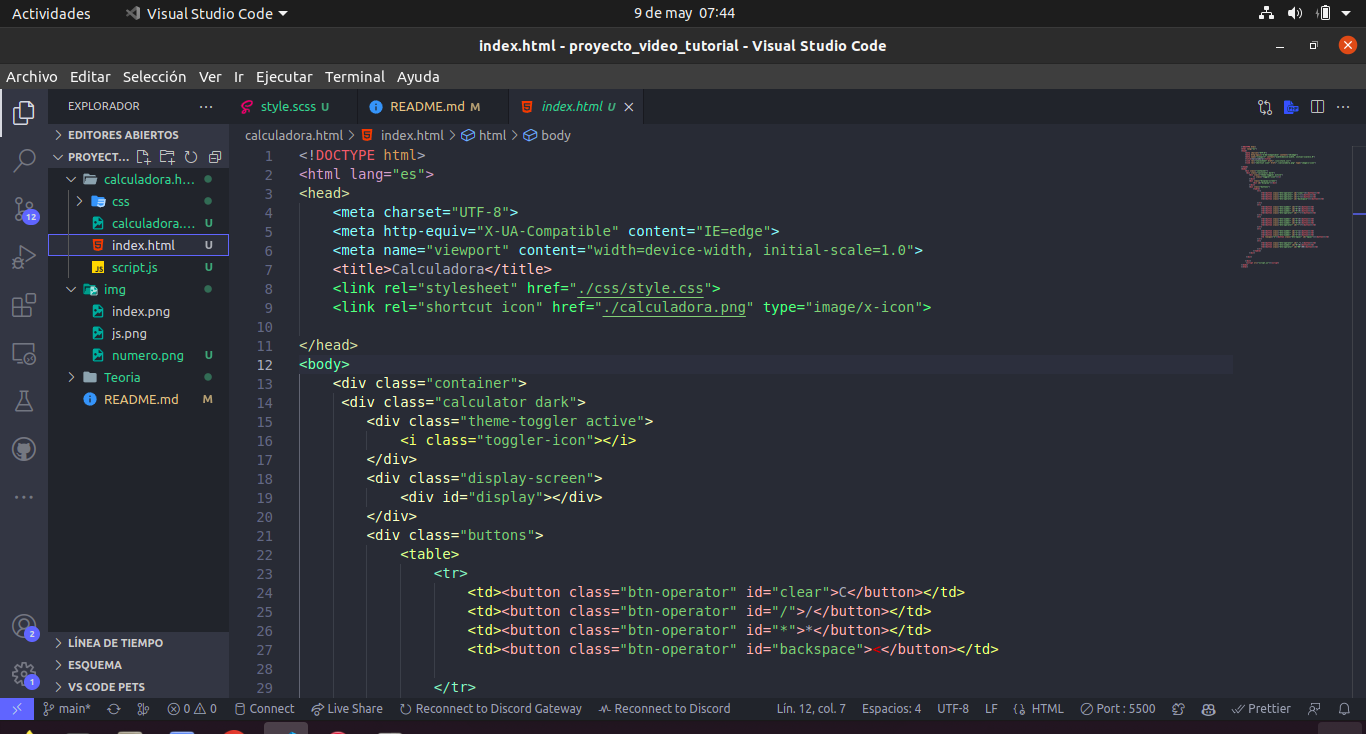 Actividades
Visual Studio Code
9 de may 07:44
index.html - proyecto_video_tutorial - Visual Studio Code
Archivo Editar Selección Ver Ir Ejecutar Terminal Ayuda
EXPLORADOR
style.scss U
README.md M
index.html U
EDITORES ABIERTOS
calculadora.html > index.html > html > body
PROYECT...
calculadora.h...
css
calculadora.... U
index.html U
script.js U
img
index.png
js.png
numero.png U
Teoria
README.md M
LÍNEA DE TIEMPO
ESQUEMA
VS CODE PETS
12
2
1
1 <!DOCTYPE html>
2 <html lang="es">
3 <head>
4 <meta charset="UTF-8">
5 <meta http-equiv="X-UA-Compatible" content="IE=edge">
6 <meta name="viewport" content="width=device-width, initial-scale=1.0">
7 <title>Calculadora</title>
8 <link rel="stylesheet" href="./css/style.css">
9 <link rel="shortcut icon" href="./calculadora.png" type="image/x-icon">
10
11 </head>
12 <body>
13 <div class="container">
14 <div class="calculator dark">
15 <div class="theme-toggler active">
16 <i class="toggler-icon"></i>
17 </div>
18 <div class="display-screen">
19 <div id="display"></div>
20 </div>
21 <div class="buttons">
22 <table>
23 <tr>
24 <td><button class="btn-operator" id="clear">C</button></td>
25 <td><button class="btn-operator" id="/">/</button></td>
26 <td><button class="btn-operator" id="*">*</button></td>
27 <td><button class="btn-operator" id="backspace"><</button></td>
28
29 </tr>
main* 0 0 Connect Live Share Reconnect to Discord Gateway Reconnect to Discord Lín. 12, col. 7 Espacios: 4 UTF-8 LF HTML Port : 5500 Prettier